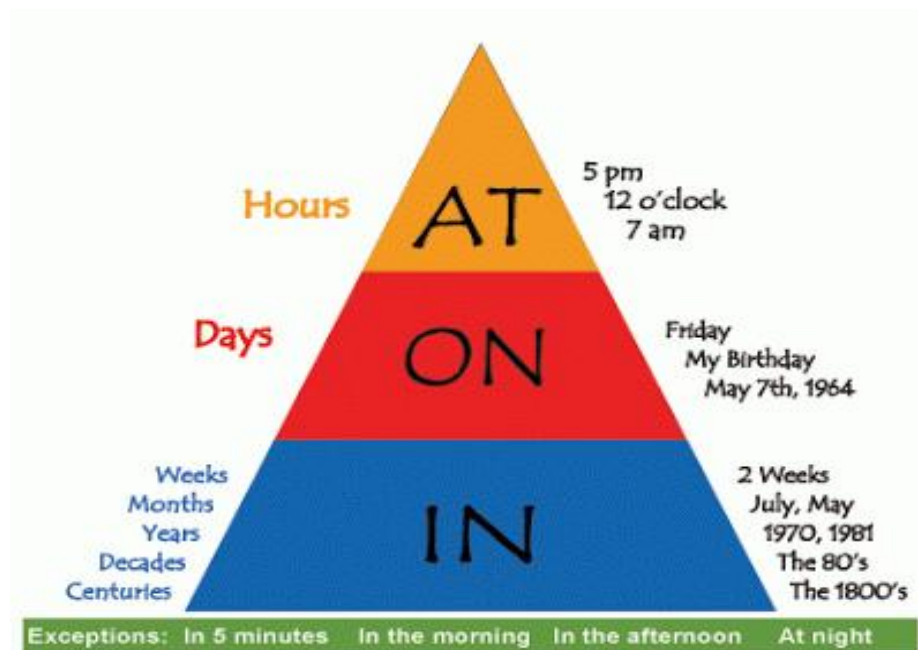 Hours
AT
5 pm
12 o'clock
7 am
Days
ON
Friday
My Birthday
May 7th, 1964
Weeks
Months
Years
Decades
Centuries
IN
2 Weeks
July, May
1970, 1981
The 80's
The 1800's
Exceptions: In 5 minutes In the morning In the afternoon At night